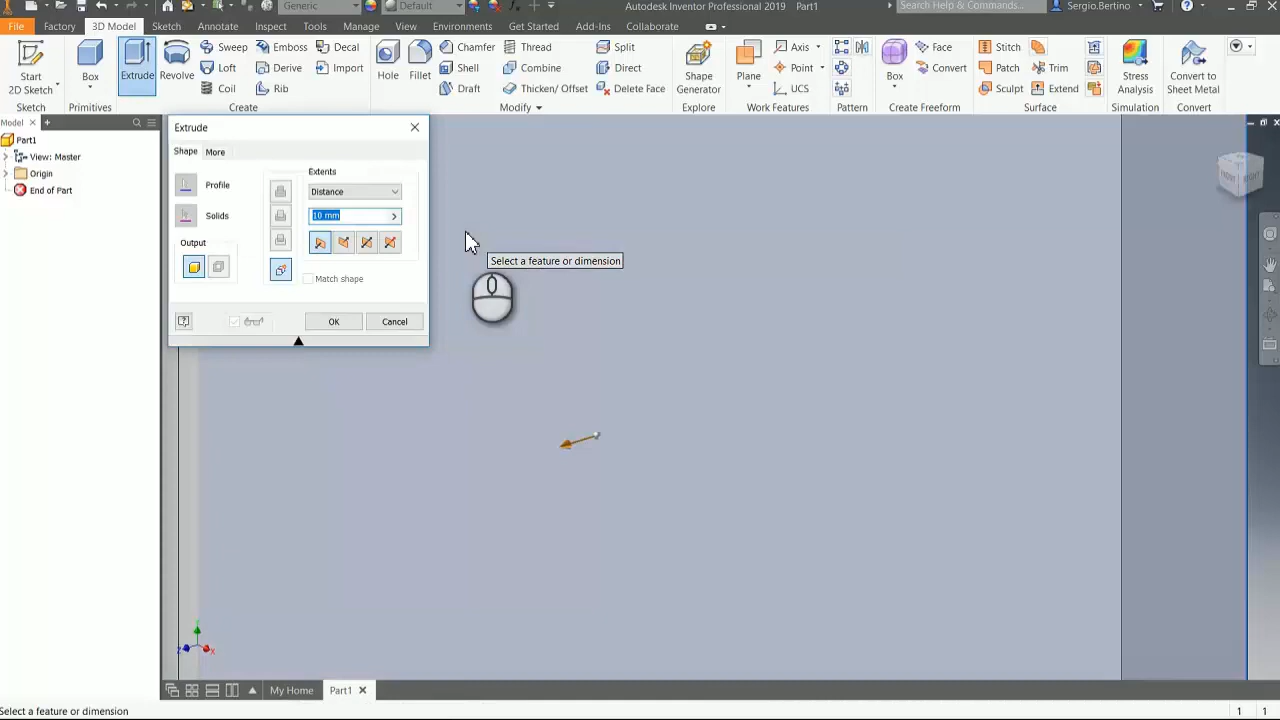 Generic
Default
Autodesk Inventor Professional 2019 Part1
Search Help & Commands...
Sergio.Bertino
File Factory 3D Model Sketch Annotate Inspect Tools Manage View Environments Get Started Add-Ins Collaborate
Start
2D Sketch
Box
Extrude
Revolve
Sweep
Loft
Coil
Emboss
Derive
Rib
Decal
Import
Hole
Fillet
Chamfer
Shell
Draft
Thread
Combine
Thicken/ Offset
Split
Direct
Delete Face
Shape
Generator
Plane
Axis
Point
UCS
Box
Face
Convert
Stitch
Patch
Sculpt
Trim
Extend
Stress
Analysis
Convert to
Sheet Metal
Sketch
Primitives
Create
Modify
Explore
Work Features
Pattern
Create Freeform
Surface
Simulation
Convert
Model
Part1
View: Master
Origin
End of Part
Extrude
Shape More
Profile
Solids
Output
Extents
Distance
10 mm
Match shape
OK
Cancel
Select a feature or dimension
FRONT
RIGHT
Y
Z
X
My Home
Part1
Select a feature or dimension
1 1